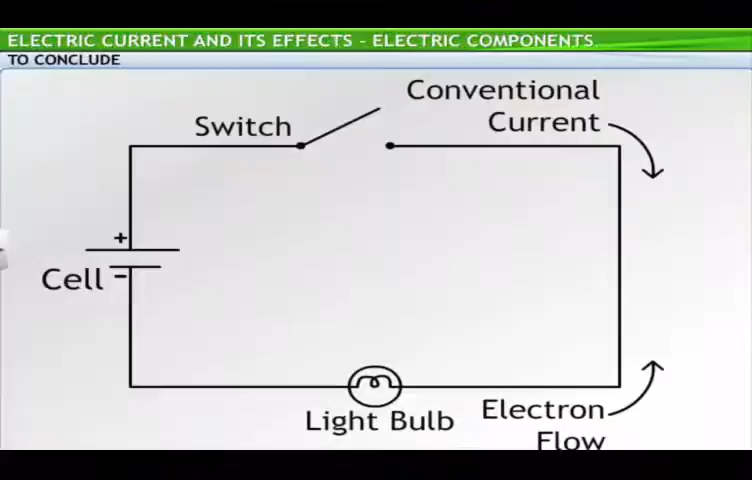 ELECTRIC CURRENT AND ITS EFFECTS - ELECTRIC COMPONENTS
TO CONCLUDE
Conventional
Current
Switch
+
Cell
-
Light Bulb
Electron
Flow